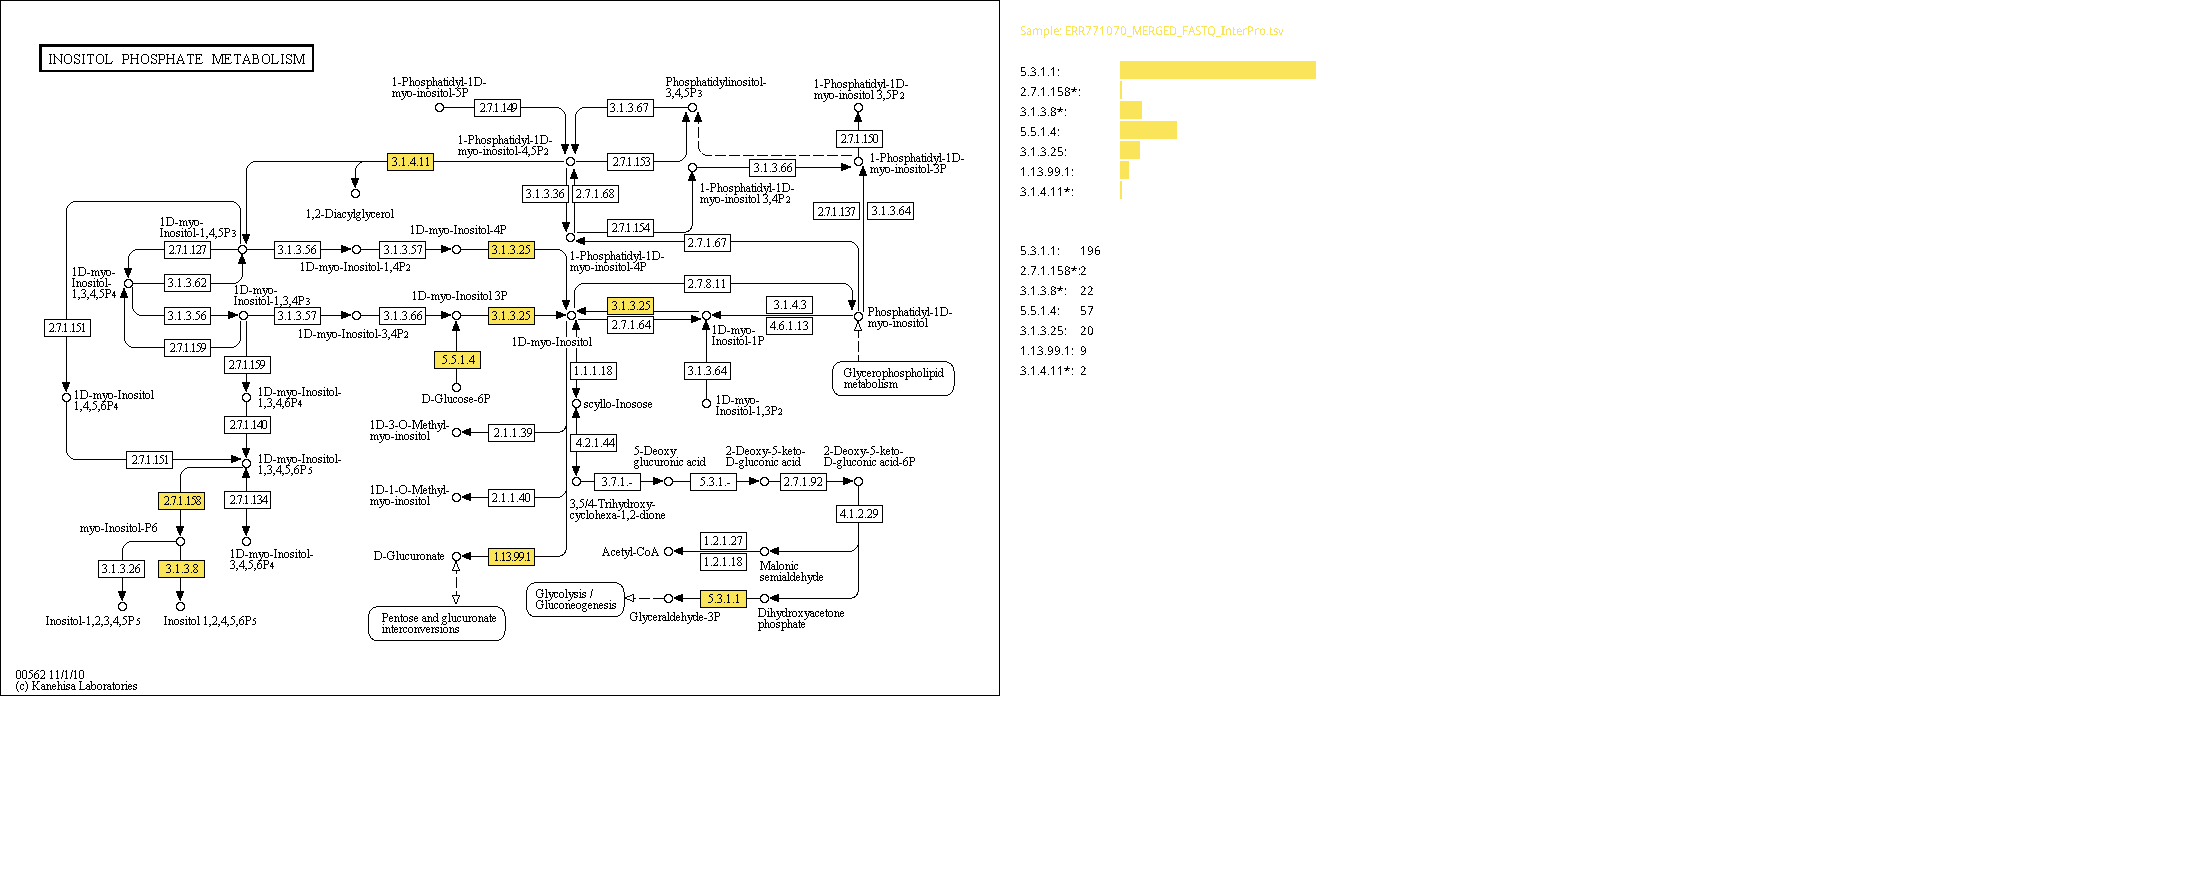 Sample: ERR771070_MERGED_FASTQ_InterPro.tsv
INOSITOL PHOSPHATE METABOLISM
5.3.1.1:
2.7.1.158*:
3.1.3.8*:
5.5.1.4:
3.1.3.25:
1.13.99.1:
3.1.4.11*:
5.3.1.1: 196
2.7.1.158*: 2
3.1.3.8*: 22
5.5.1.4: 57
3.1.3.25: 20
1.13.99.1: 9
3.1.4.11*: 2
1-Phosphatidyl-1D-
myo-inositol-5P
2.7.1.149
3.1.3.67
Phosphatidylinositol-
3,4,5P3
1-Phosphatidyl-1D-
myo-inositol 3,5P2
2.7.1.150
1-Phosphatidyl-1D-
myo-inositol-4,5P2
3.1.4.11
2.7.1.153
3.1.3.66
1-Phosphatidyl-1D-
myo-inositol-3P
1,2-Diacylglycerol
3.1.3.36
2.7.1.68
1-Phosphatidyl-1D-
myo-inositol 3,4P2
2.7.1.137
3.1.3.64
1D-myo-
Inositol-1,4,5P3
1D-myo-Inositol-4P
2.7.1.154
2.7.1.67
2.7.1.127
3.1.3.56
3.1.3.57
3.1.3.25
1D-myo-Inositol-1,4P2
1-Phosphatidyl-1D-
myo-inositol-4P
1D-myo-
Inositol-
1,3,4,5P4
3.1.3.62
2.7.8.11
1D-myo-
Inositol-1,3,4P3
1D-myo-Inositol 3P
3.1.3.56
3.1.3.57
3.1.3.66
3.1.3.25
3.1.3.25
2.7.1.64
3.1.4.3
4.6.1.13
Phosphatidyl-1D-
myo-inositol
2.7.1.151
2.7.1.159
1D-myo-Inositol-3,4P2
1D-myo-Inositol
1D-myo-
Inositol-1P
2.7.1.159
5.5.1.4
1.1.1.18
3.1.3.64
Glycerophospholipid
metabolism
1D-myo-Inositol
1,4,5,6P4
1D-myo-Inositol-
1,3,4,6P4
D-Glucose-6P
scyllo-Inosose
1D-myo-
Inositol-1,3P2
2.7.1.140
1D-3-O-Methyl-
myo-inositol
2.1.1.39
4.2.1.44
2.7.1.151
1D-myo-Inositol-
1,3,4,5,6P5
5-Deoxy
glucuronic acid
2-Deoxy-5-keto-
D-gluconic acid
2-Deoxy-5-keto-
D-gluconic acid-6P
3.7.1.-
5.3.1.-
2.7.1.92
2.7.1.158
2.7.1.134
1D-1-O-Methyl-
myo-inositol
2.1.1.40
3,5/4-Trihydroxy-
cyclohexa-1,2-dione
4.1.2.29
myo-Inositol-P6
1D-myo-Inositol-
3,4,5,6P4
D-Glucuronate
1.13.99.1
Acetyl-CoA
1.2.1.27
1.2.1.18
Malonic
semialdehyde
3.1.3.26
3.1.3.8
Glycolysis /
Gluconeogenesis
5.3.1.1
Glyceraldehyde-3P
Dihydroxyacetone
phosphate
Inositol-1,2,3,4,5P5
Inositol 1,2,4,5,6P5
Pentose and glucuronate
interconversions
00562 11/1/10
(c) Kanehisa Laboratories